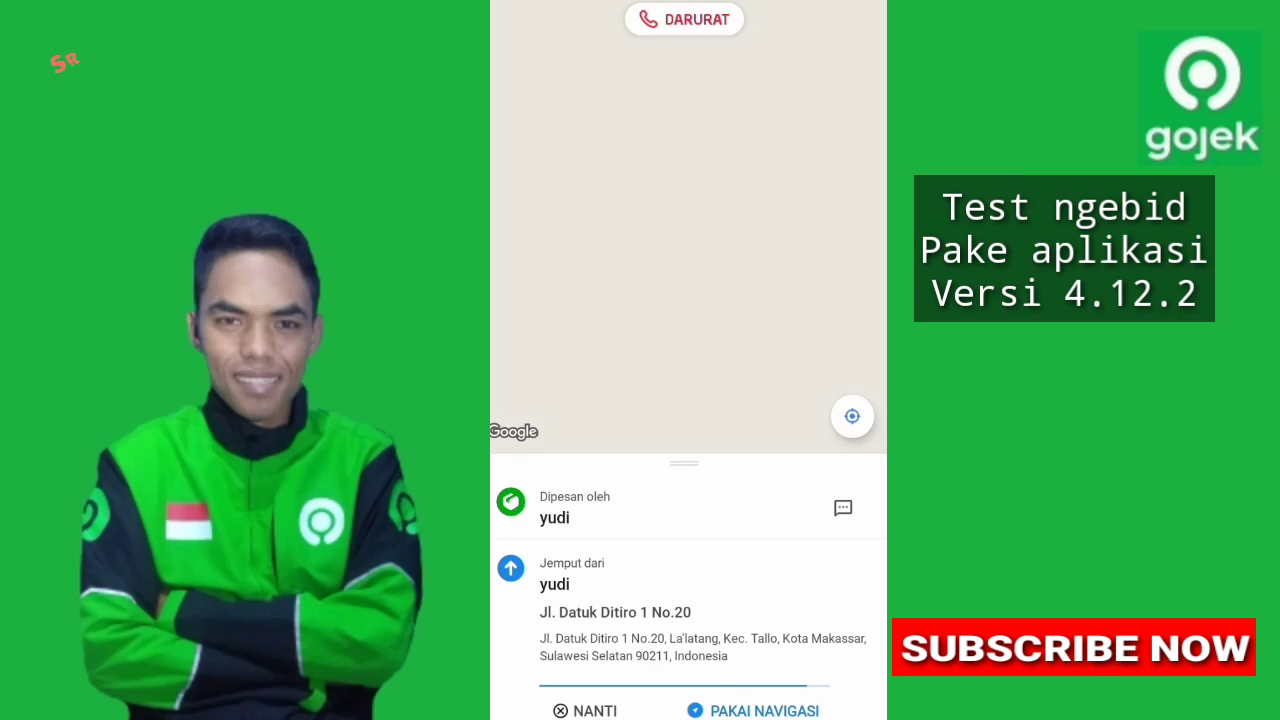 SR
DARURAT
gojek
Test ngebid
Pake aplikasi
Versi 4.12.2
Google
Dipesan oleh
yudi
Jemput dari
yudi
Jl. Datuk Ditiro 1 No.20
Jl. Datuk Ditiro 1 No.20, La'latang, Kec. Tallo, Kota Makassar,
Sulawesi Selatan 90211, Indonesia
NANTI
PAKAI NAVIGASI
SUBSCRIBE NOW